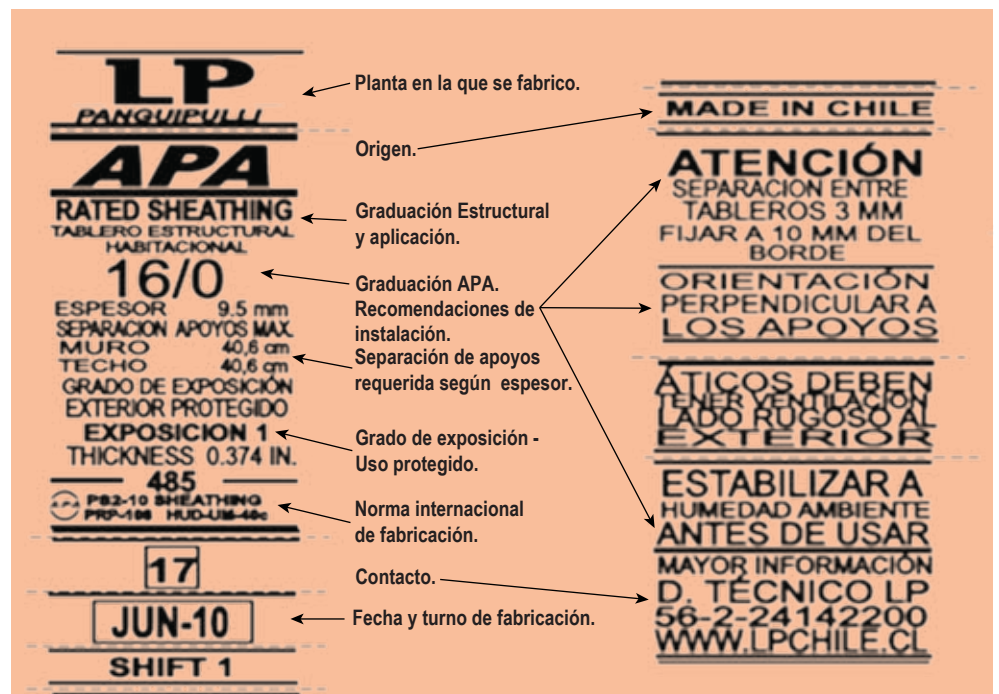 LP
PANGUIPULLI
APA
RATED SHEATHING
TABLERO ESTRUCTURAL
HABITACIONAL
16/0
ESPESOR 9.5 mm
SEPARACION APOYOS MAX.
MURO 40,6 cm
TECHO 40,6 cm
GRADO DE EXPOSICIÓN
EXTERIOR PROTEGIDO
EXPOSICION 1
THICKNESS 0.374 IN.
485
APA PS2-10 SHEATHING
PRP-108 HUD-UM-40c
17
JUN-10
SHIFT 1
Planta en la que se fabrico.
Origen.
Graduación Estructural
y aplicación.
Graduación APA.
Recomendaciones de
instalación.
Separación de apoyos
requerida según espesor.
Grado de exposición -
Uso protegido.
Norma internacional
de fabricación.
Contacto.
Fecha y turno de fabricación.
MADE IN CHILE
ATENCIÓN
SEPARACION ENTRE
TABLEROS 3 MM
FIJAR A 10 MM DEL
BORDE
ORIENTACIÓN
PERPENDICULAR A
LOS APOYOS
ÁTICOS DEBEN
TENER VENTILACIÓN
LADO RUGOSO AL
EXTERIOR
ESTABILIZAR A
HUMEDAD AMBIENTE
ANTES DE USAR
MAYOR INFORMACIÓN
D. TÉCNICO LP
56-2-24142200
WWW.LPCHILE.CL